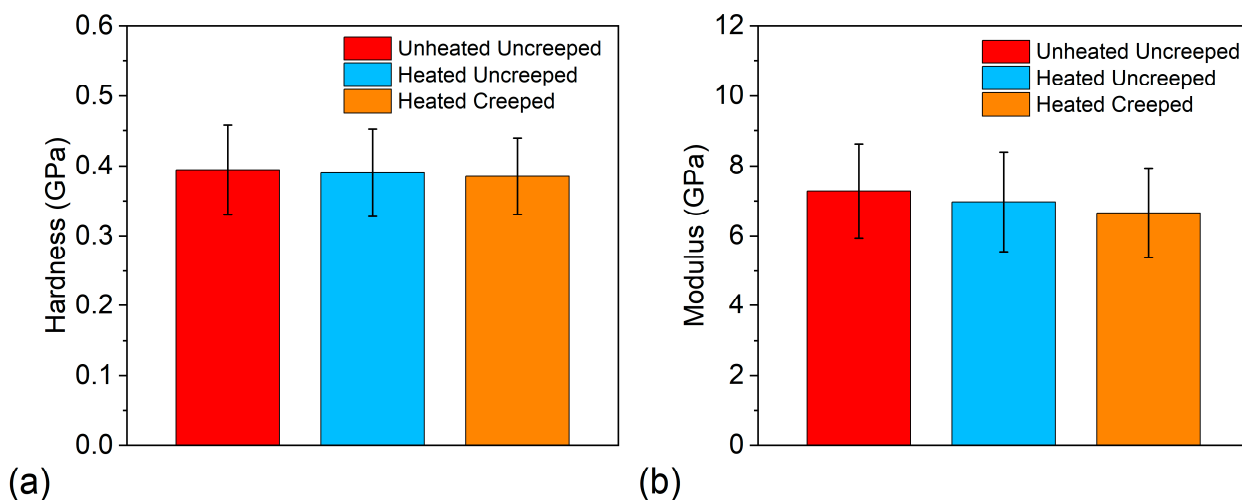 0.6
0.5
0.4
0.3
0.2
0.1
0.0
Hardness (GPa)
Unheated Uncreeped
Heated Uncreeped
Heated Creeped
(a)
12
10
8
6
4
2
0
Modulus (GPa)
Unheated Uncreeped
Heated Uncreeped
Heated Creeped
(b)